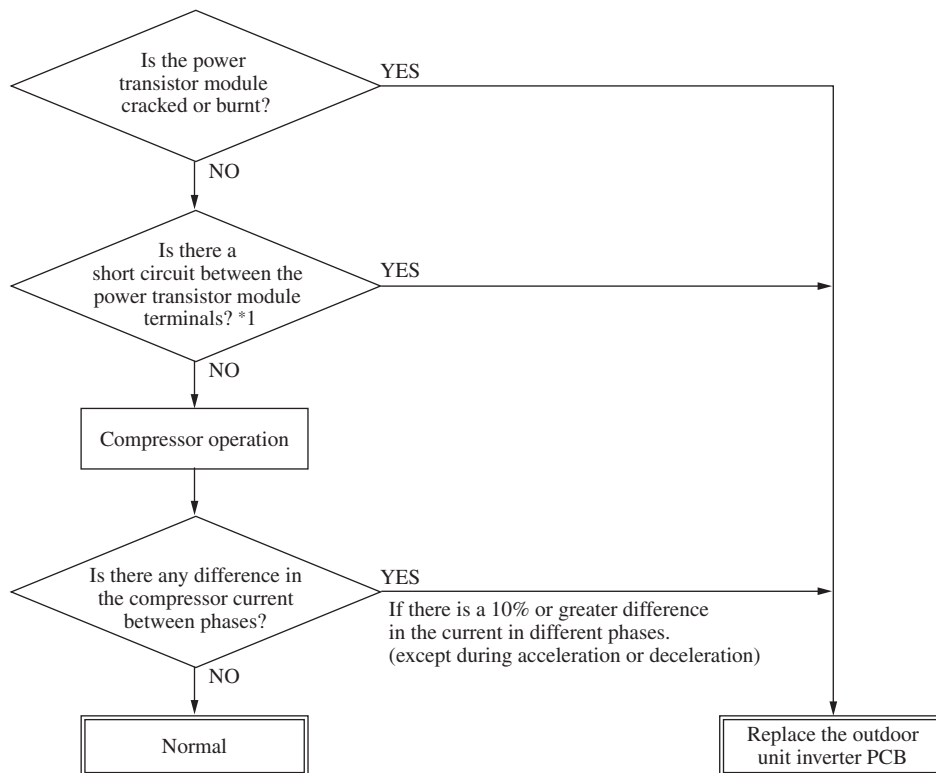 Is the power
transistor module
cracked or burnt?
YES
NO
Is there a
short circuit between the
power transistor module
terminals? *1
YES
NO
Compressor operation
Is there any difference in
the compressor current
between phases?
YES
If there is a 10% or greater difference
in the current in different phases.
(except during acceleration or deceleration)
NO
Normal
Replace the outdoor
unit inverter PCB